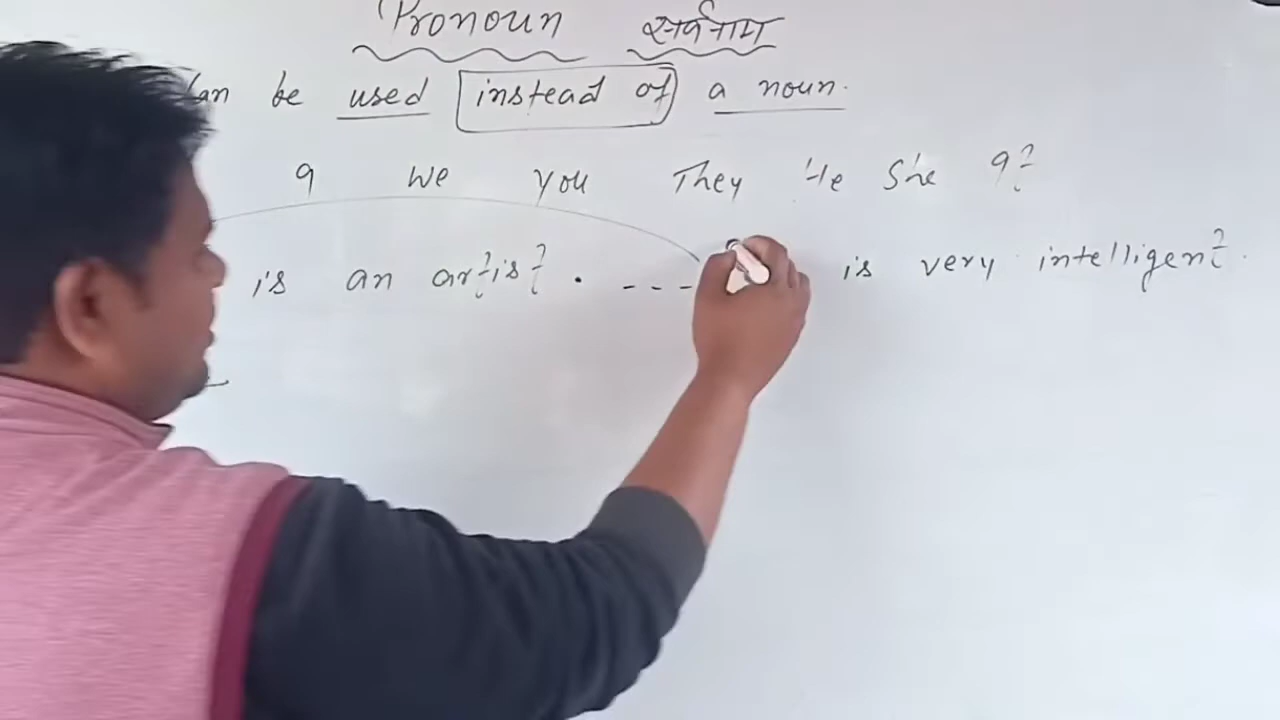 Pronoun सर्वनाम
can be used instead of a noun.
I We You They He She It
is an artist. --- is very intelligent.